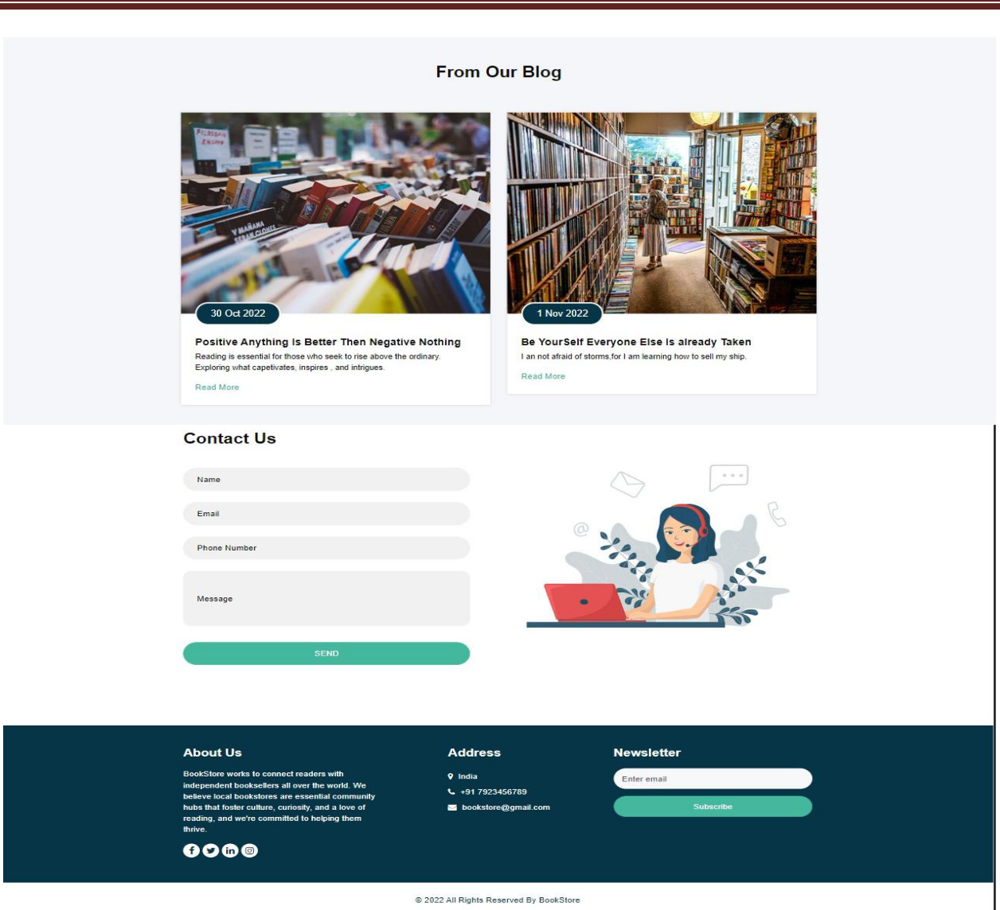 From Our Blog
Y MAÑANA
SERAN CLONES
30 Oct 2022
Positive Anything Is Better Then Negative Nothing
Reading is essential for those who seek to rise above the ordinary.
Exploring what capetivates, inspires , and intrigues.
Read More
1 Nov 2022
Be YourSelf Everyone Else Is already Taken
I an not afraid of storms,for I am learning how to sell my ship.
Read More
Contact Us
Name
Email
Phone Number
Message
SEND
@
About Us
BookStore works to connect readers with
independent booksellers all over the world. We
believe local bookstores are essential community
hubs that foster culture, curiosity, and a love of
reading, and we're committed to helping them
thrive.
Address
India
+91 7923456789
bookstore@gmail.com
Newsletter
Enter email
Subscribe
© 2022 All Rights Reserved By BookStore